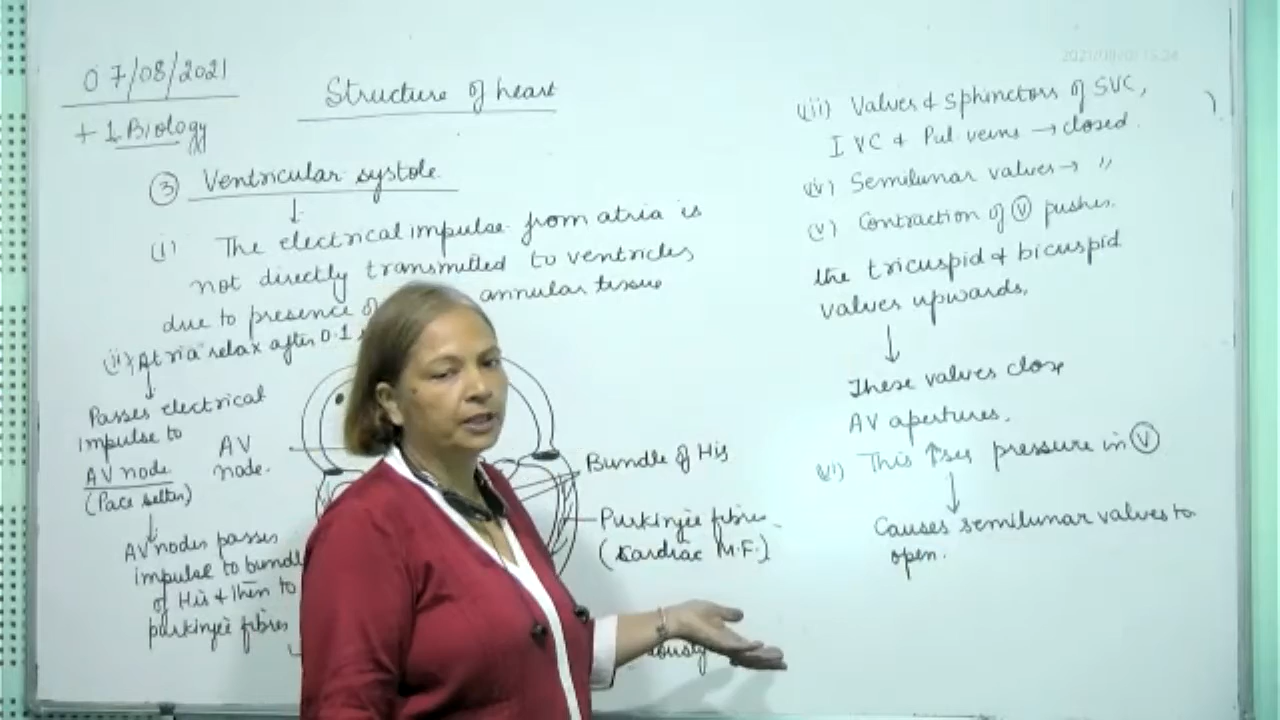 07/08/2021
+1 Biology
Structure of heart
③ Ventricular systole
(i) The electrical impulse from atria is
not directly transmitted to ventricles
due to presence of annular tissue
(ii) Atria relax after 0.1
Passes electrical
impulse to
AV node
(Pace setter)
AV nodes passes
impulse to bundle
of His & then to
purkinjee fibres
AV
node.
Bundle of His
Purkinjee fibres
(Cardiac M.F.)
ously
(iii) Valves & Sphinctors of SVC,
IVC & Pul. veins → closed.
(iv) Semilunar valves → "
(v) Contraction of Ⓥ pushes
the tricuspid & bicuspid
valves upwards.
These valves close
AV apertures.
(vi) This ↑ses pressure in Ⓥ
Causes semilunar valves to
open.